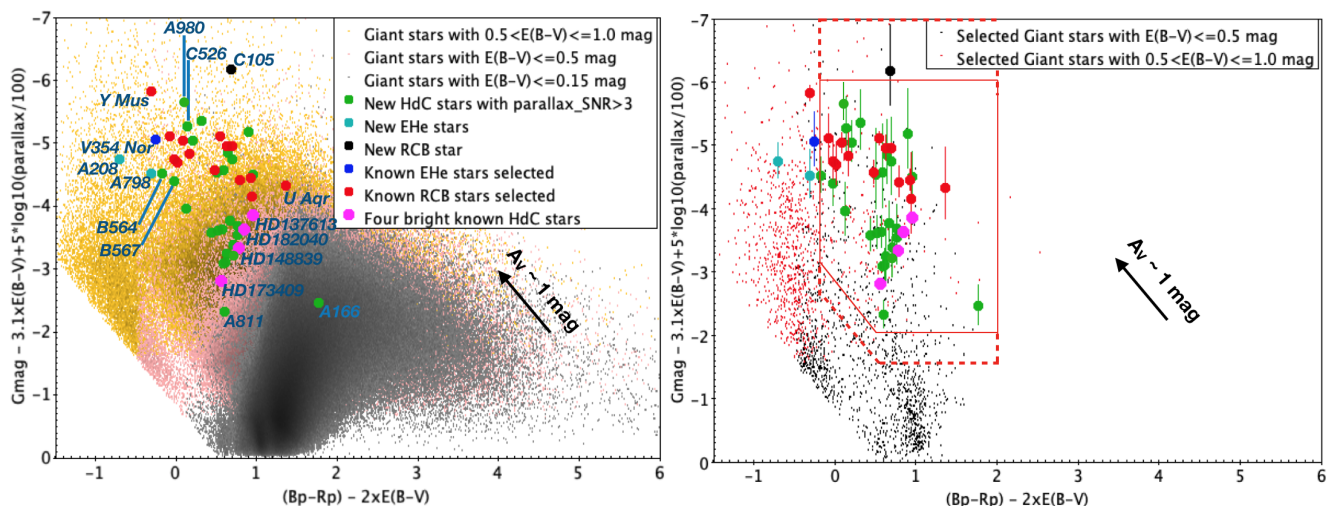 Gmag − 3.1xE(B−V)+5*log10(parallax/100)
-7
-6
-5
-4
-3
-2
-1
0
-1
0
1
2
3
4
5
6
(Bp−Rp) − 2xE(B−V)
Giant stars with 0.5<E(B−V)<=1.0 mag
Giant stars with E(B−V)<=0.5 mag
Giant stars with E(B−V)<=0.15 mag
New HdC stars with parallax_SNR>3
New EHe stars
New RCB star
Known EHe stars selected
Known RCB stars selected
Four bright known HdC stars
A980
C526
C105
Y Mus
V354 Nor
A208
A798
B564
B567
U Aqr
HD137613
HD182040
HD148839
HD173409
A811
A166
Av ~ 1 mag
Gmag − 3.1xE(B−V)+5*log10(parallax/100)
-7
-6
-5
-4
-3
-2
-1
0
-1
0
1
2
3
4
5
6
(Bp−Rp) − 2xE(B−V)
Selected Giant stars with E(B−V)<=0.5 mag
Selected Giant stars with 0.5<E(B−V)<=1.0 mag
Av ~ 1 mag